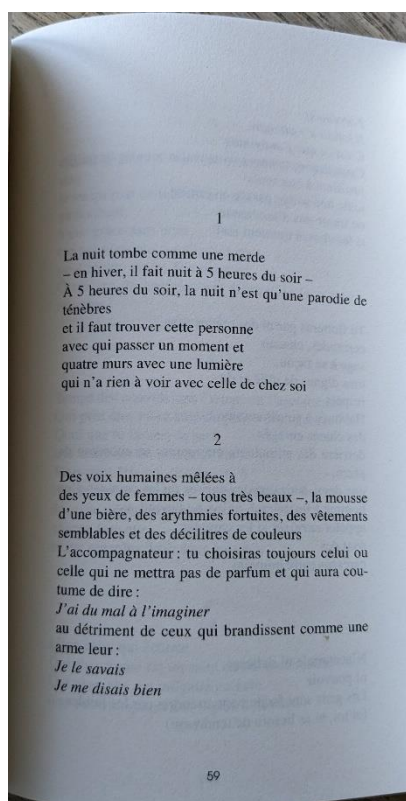 1
La nuit tombe comme une merde
– en hiver, il fait nuit à 5 heures du soir –
À 5 heures du soir, la nuit n'est qu'une parodie de
ténèbres
et il faut trouver cette personne
avec qui passer un moment et
quatre murs avec une lumière
qui n'a rien à voir avec celle de chez soi
2
Des voix humaines mêlées à
des yeux de femmes – tous très beaux –, la mousse
d'une bière, des arythmies fortuites, des vêtements
semblables et des décilitres de couleurs
L'accompagnateur : tu choisiras toujours celui ou
celle qui ne mettra pas de parfum et qui aura cou-
tume de dire :
J'ai du mal à l'imaginer
au détriment de ceux qui brandissent comme une
arme leur :
Je le savais
Je me disais bien
59